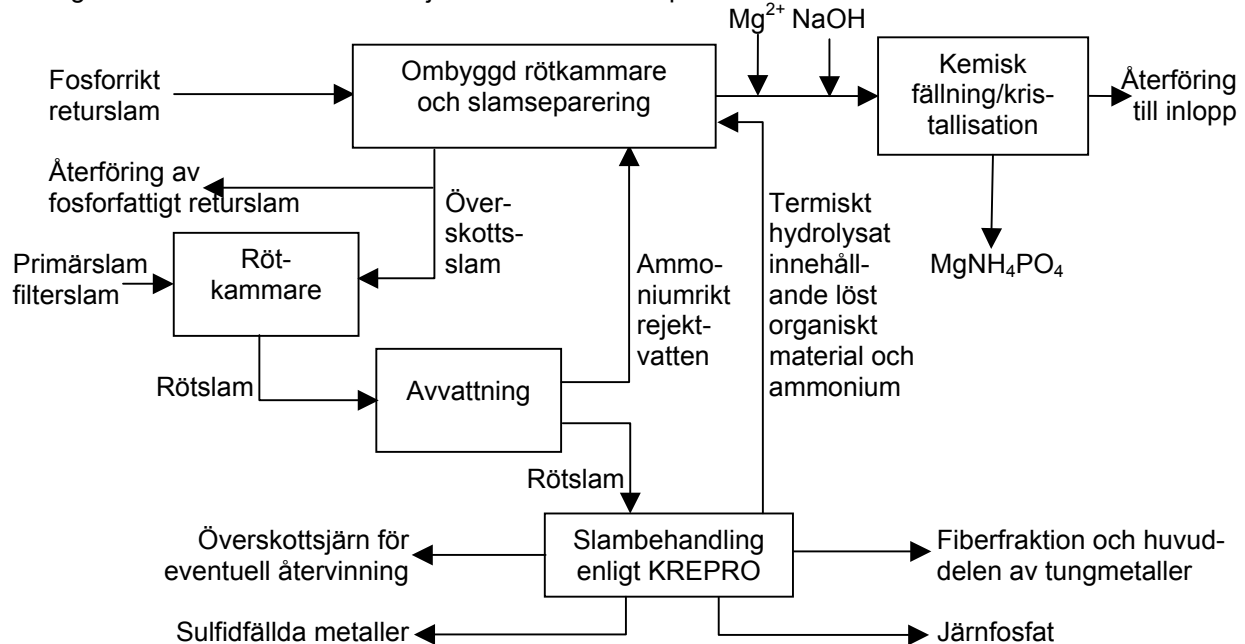 Mg²⁺ NaOH
Fosforrikt
returslam
Ombyggd rötkammare
och slamseparering
Kemisk
fällning/kris-
tallisation
Återföring
till inlopp
Återföring av
fosforfattigt returslam
Över-
skotts-
slam
Primärslam
filterslam
Röt-
kammare
Ammo-
niumrikt
rejekt-
vatten
Termiskt
hydrolysat
innehåll-
ande löst
organiskt
material och
ammonium
MgNH₄PO₄
Rötslam
Avvattning
Rötslam
Överskottsjärn för
eventuell återvinning
Slambehandling
enligt KREPRO
Fiberfraktion och huvud-
delen av tungmetaller
Sulfidfällda metaller
Järnfosfat